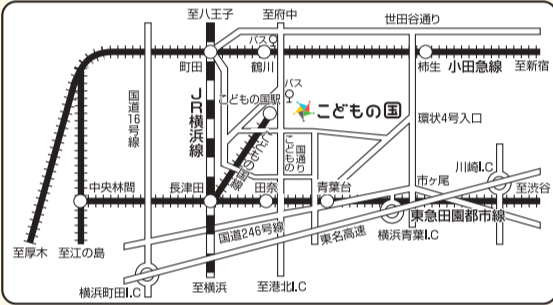 至八王子
至府中
世田谷通り
バス
町田
鶴川
柿生
小田急線
至新宿
国道16号線
JR横浜線
バス
こどもの国駅
こどもの国
こどもの国線
こどもの国通り
環状4号入口
川崎I.C
中央林間
長津田
田奈
青葉台
市ヶ尾
至渋谷
東急田園都市線
国道246号線
東名高速
横浜青葉I.C
至厚木
至江の島
横浜町田I.C
至横浜
至港北I.C